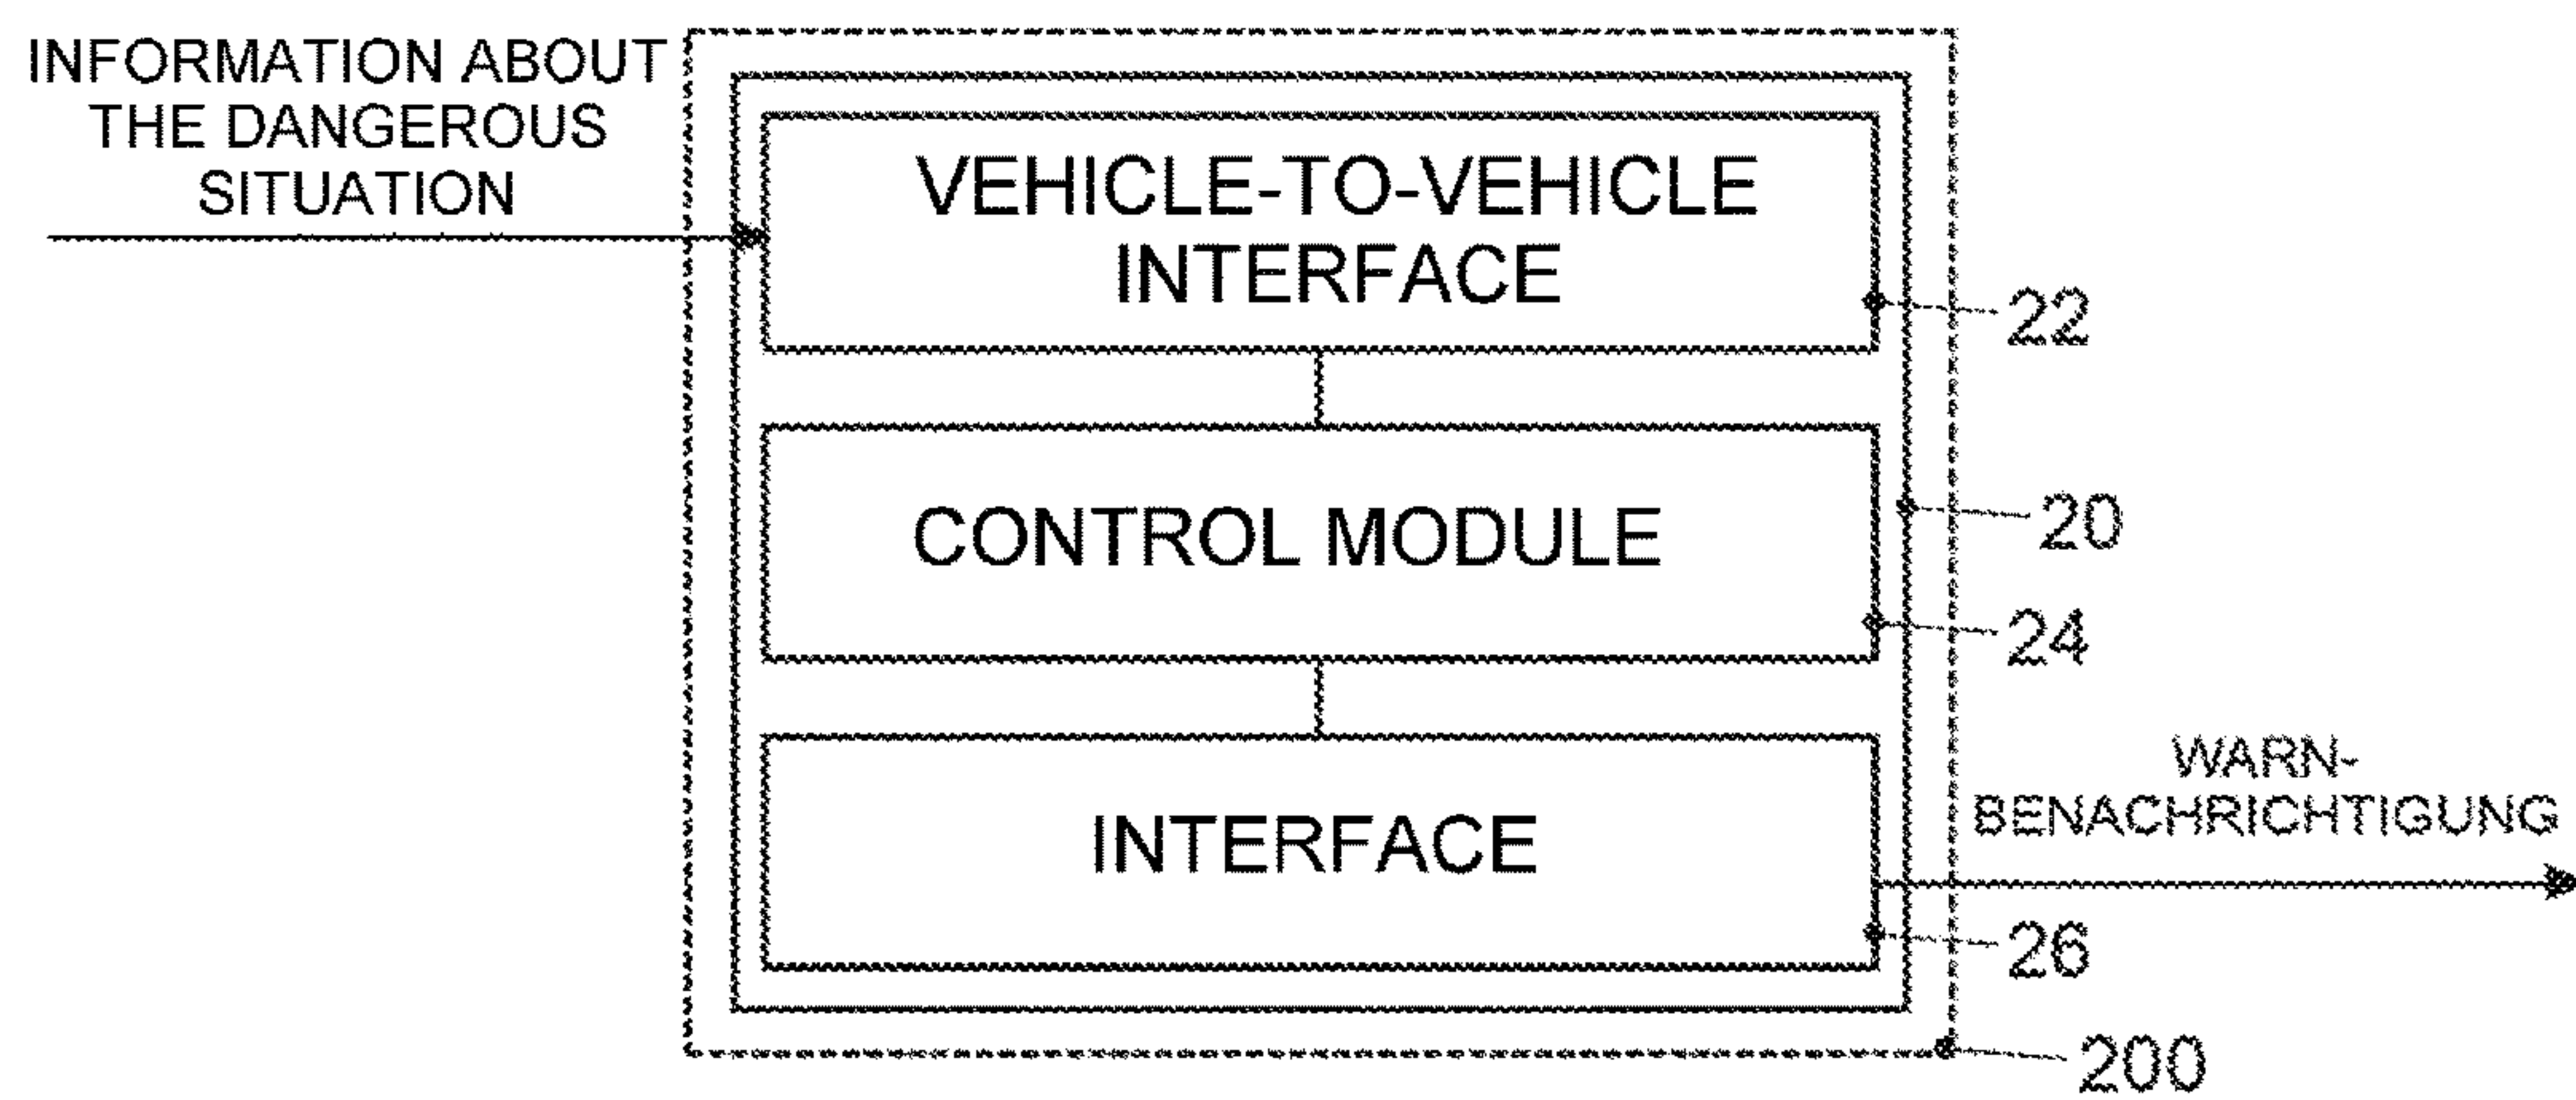 INFORMATION ABOUT
THE DANGEROUS
SITUATION
VEHICLE-TO-VEHICLE
INTERFACE
22
CONTROL MODULE
20
24
INTERFACE
WARN-
BENACHRICHTIGUNG
26
200